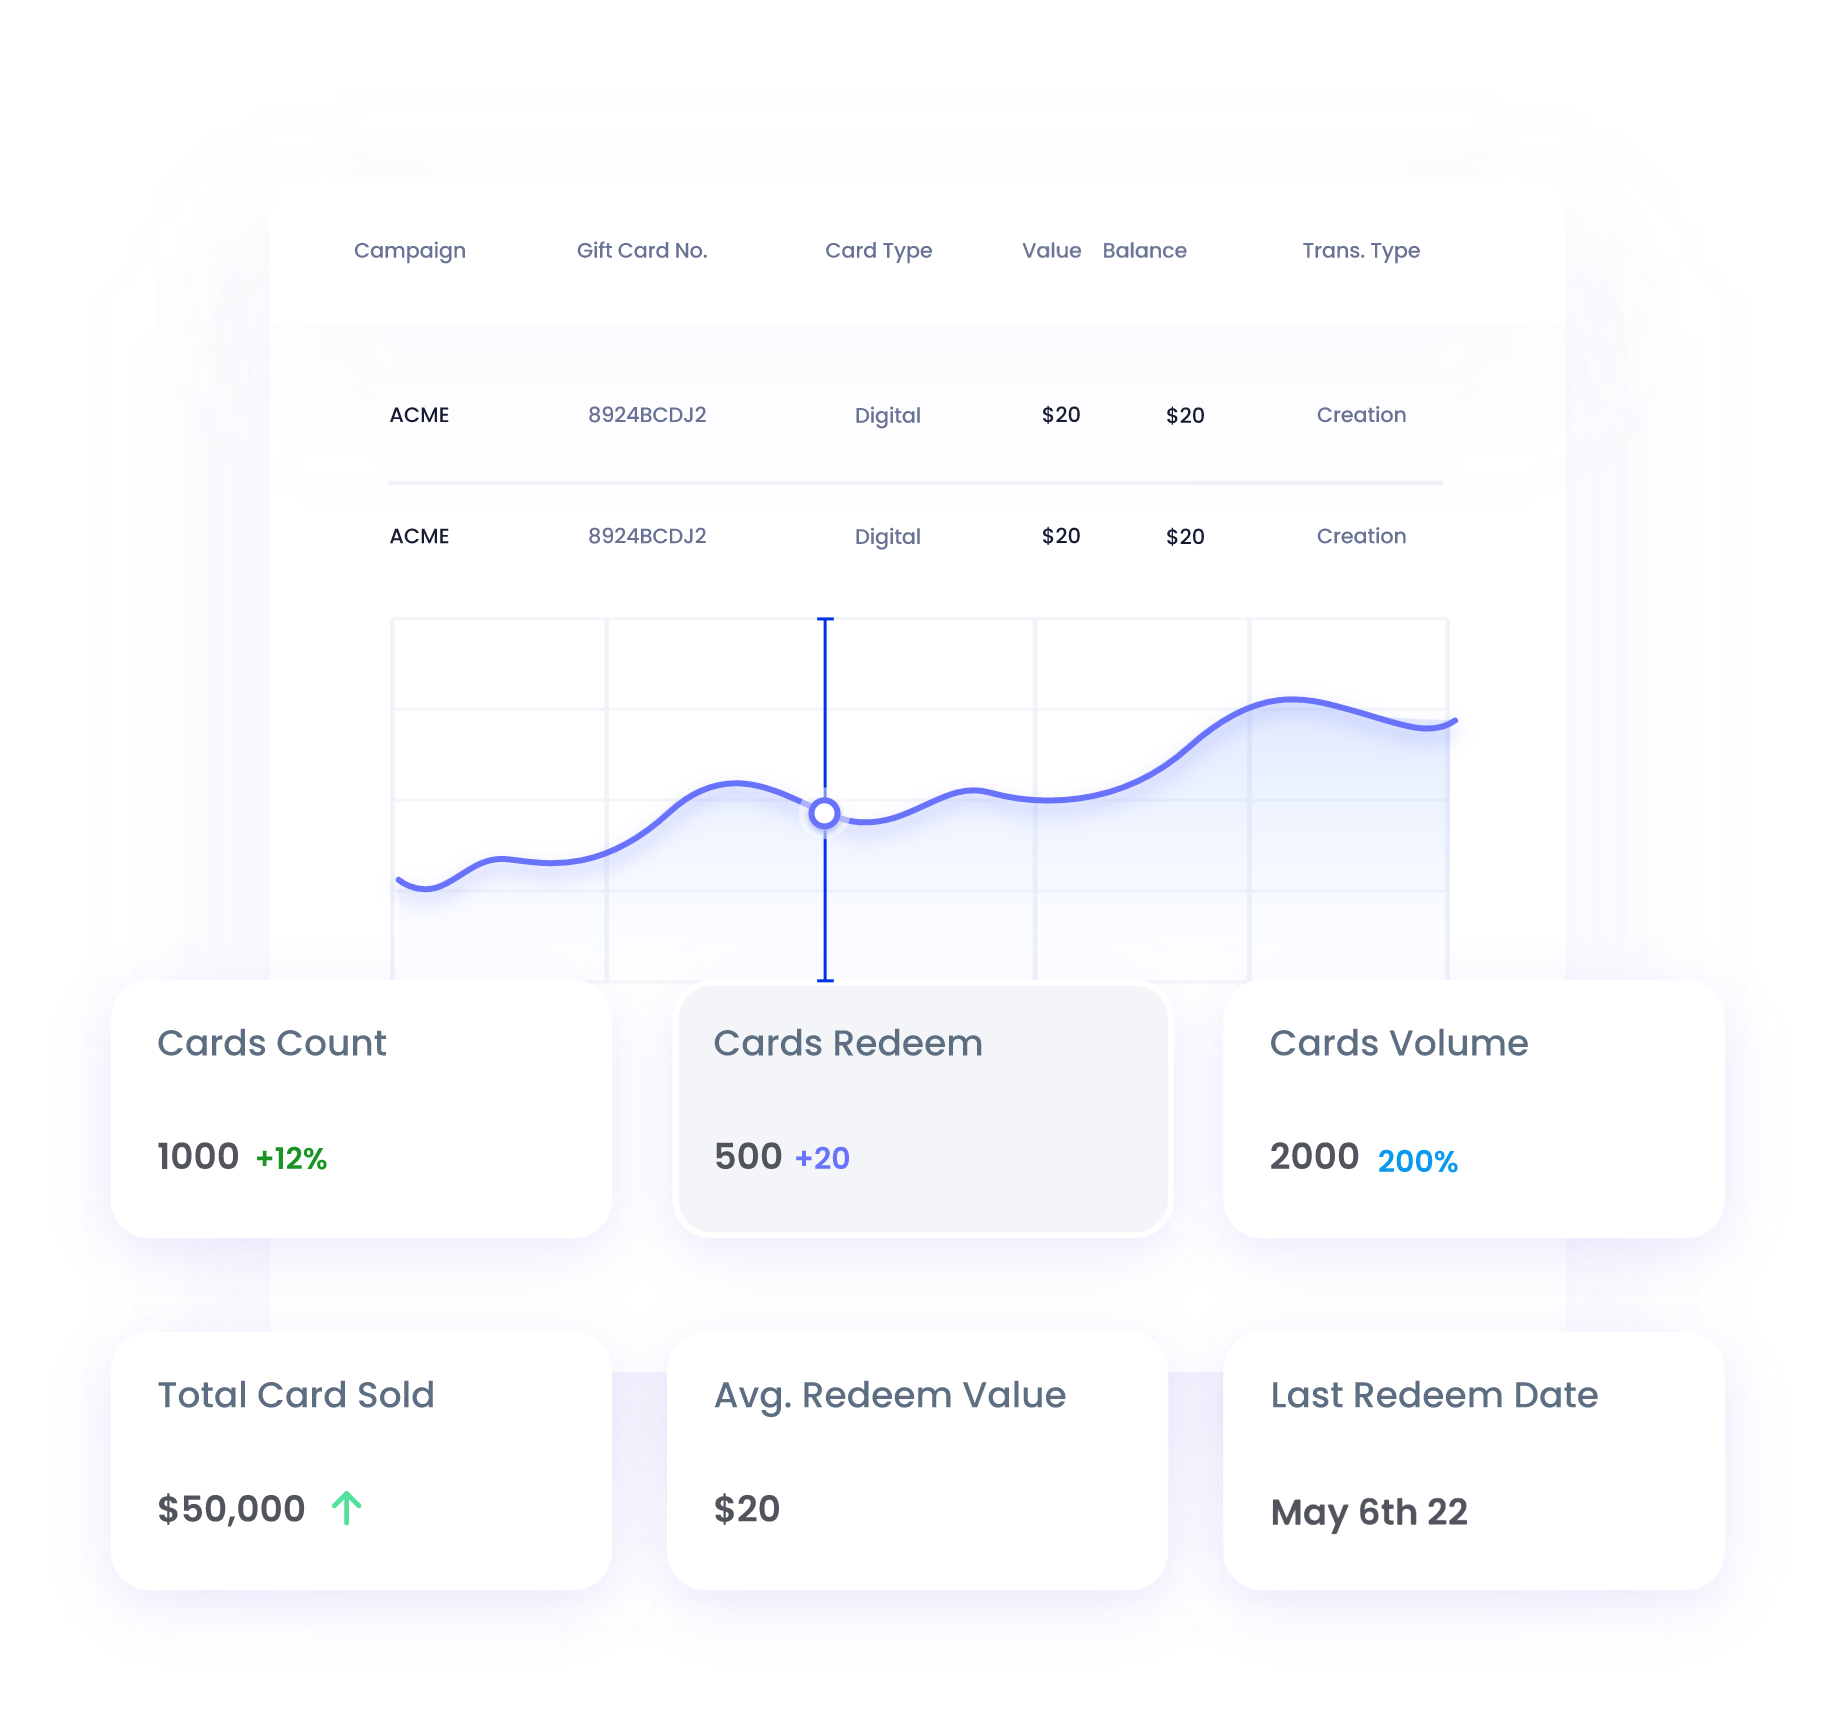 Campaign Gift Card No. Card Type Value Balance Trans. Type
ACME 8924BCDJ2 Digital $20 $20 Creation
ACME 8924BCDJ2 Digital $20 $20 Creation
Cards Count
1000 +12%
Cards Redeem
500 +20
Cards Volume
2000 200%
Total Card Sold
$50,000
Avg. Redeem Value
$20
Last Redeem Date
May 6th 22